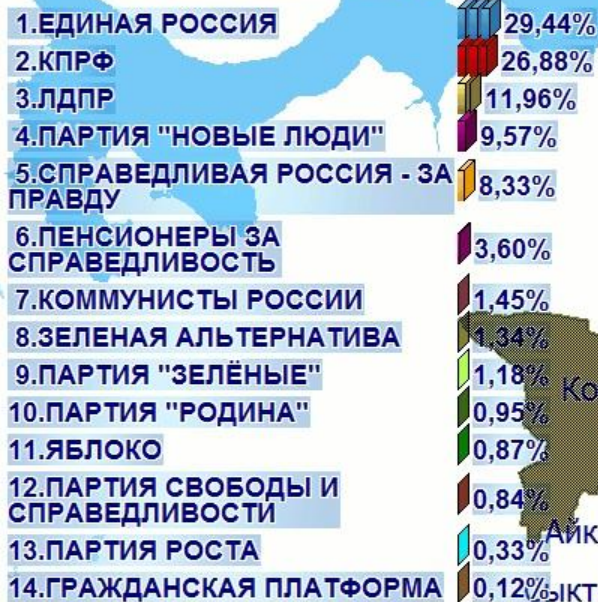 1.ЕДИНАЯ РОССИЯ 29,44%
2.КПРФ 26,88%
3.ЛДПР 11,96%
4.ПАРТИЯ "НОВЫЕ ЛЮДИ" 9,57%
5.СПРАВЕДЛИВАЯ РОССИЯ - ЗА
ПРАВДУ 8,33%
6.ПЕНСИОНЕРЫ ЗА
СПРАВЕДЛИВОСТЬ 3,60%
7.КОММУНИСТЫ РОССИИ 1,45%
8.ЗЕЛЕНАЯ АЛЬТЕРНАТИВА 1,34%
9.ПАРТИЯ "ЗЕЛЁНЫЕ" 1,18%
Ко
10.ПАРТИЯ "РОДИНА" 0,95%
11.ЯБЛОКО 0,87%
12.ПАРТИЯ СВОБОДЫ И
СПРАВЕДЛИВОСТИ 0,84%
Айк
13.ПАРТИЯ РОСТА 0,33%
14.ГРАЖДАНСКАЯ ПЛАТФОРМА 0,12%